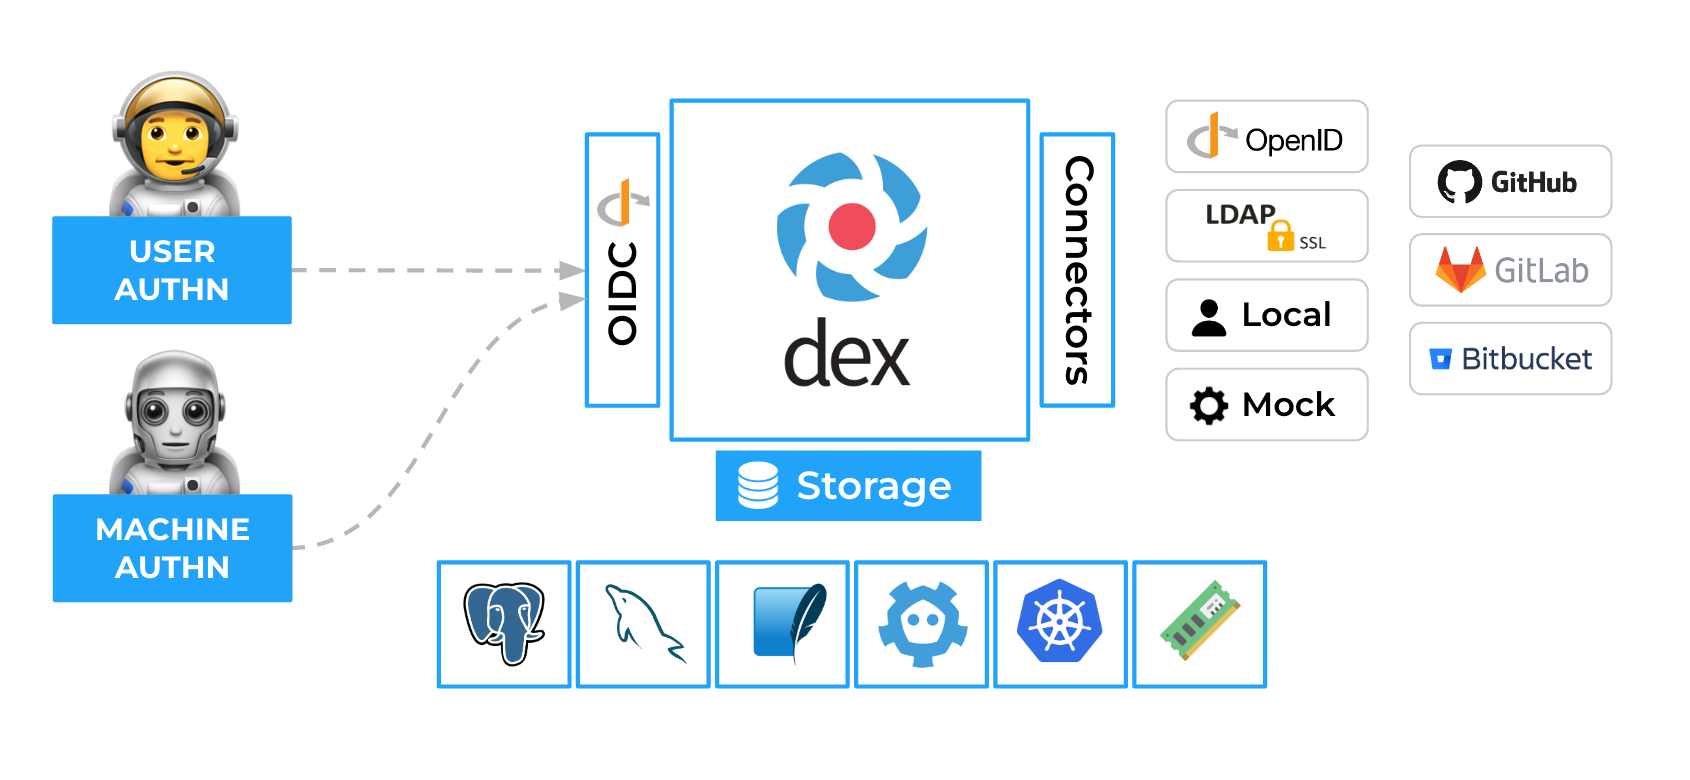 USER
AUTHN
MACHINE
AUTHN
OIDC
dex
Connectors
Storage
OpenID
LDAP
SSL
Local
Mock
GitHub
GitLab
Bitbucket